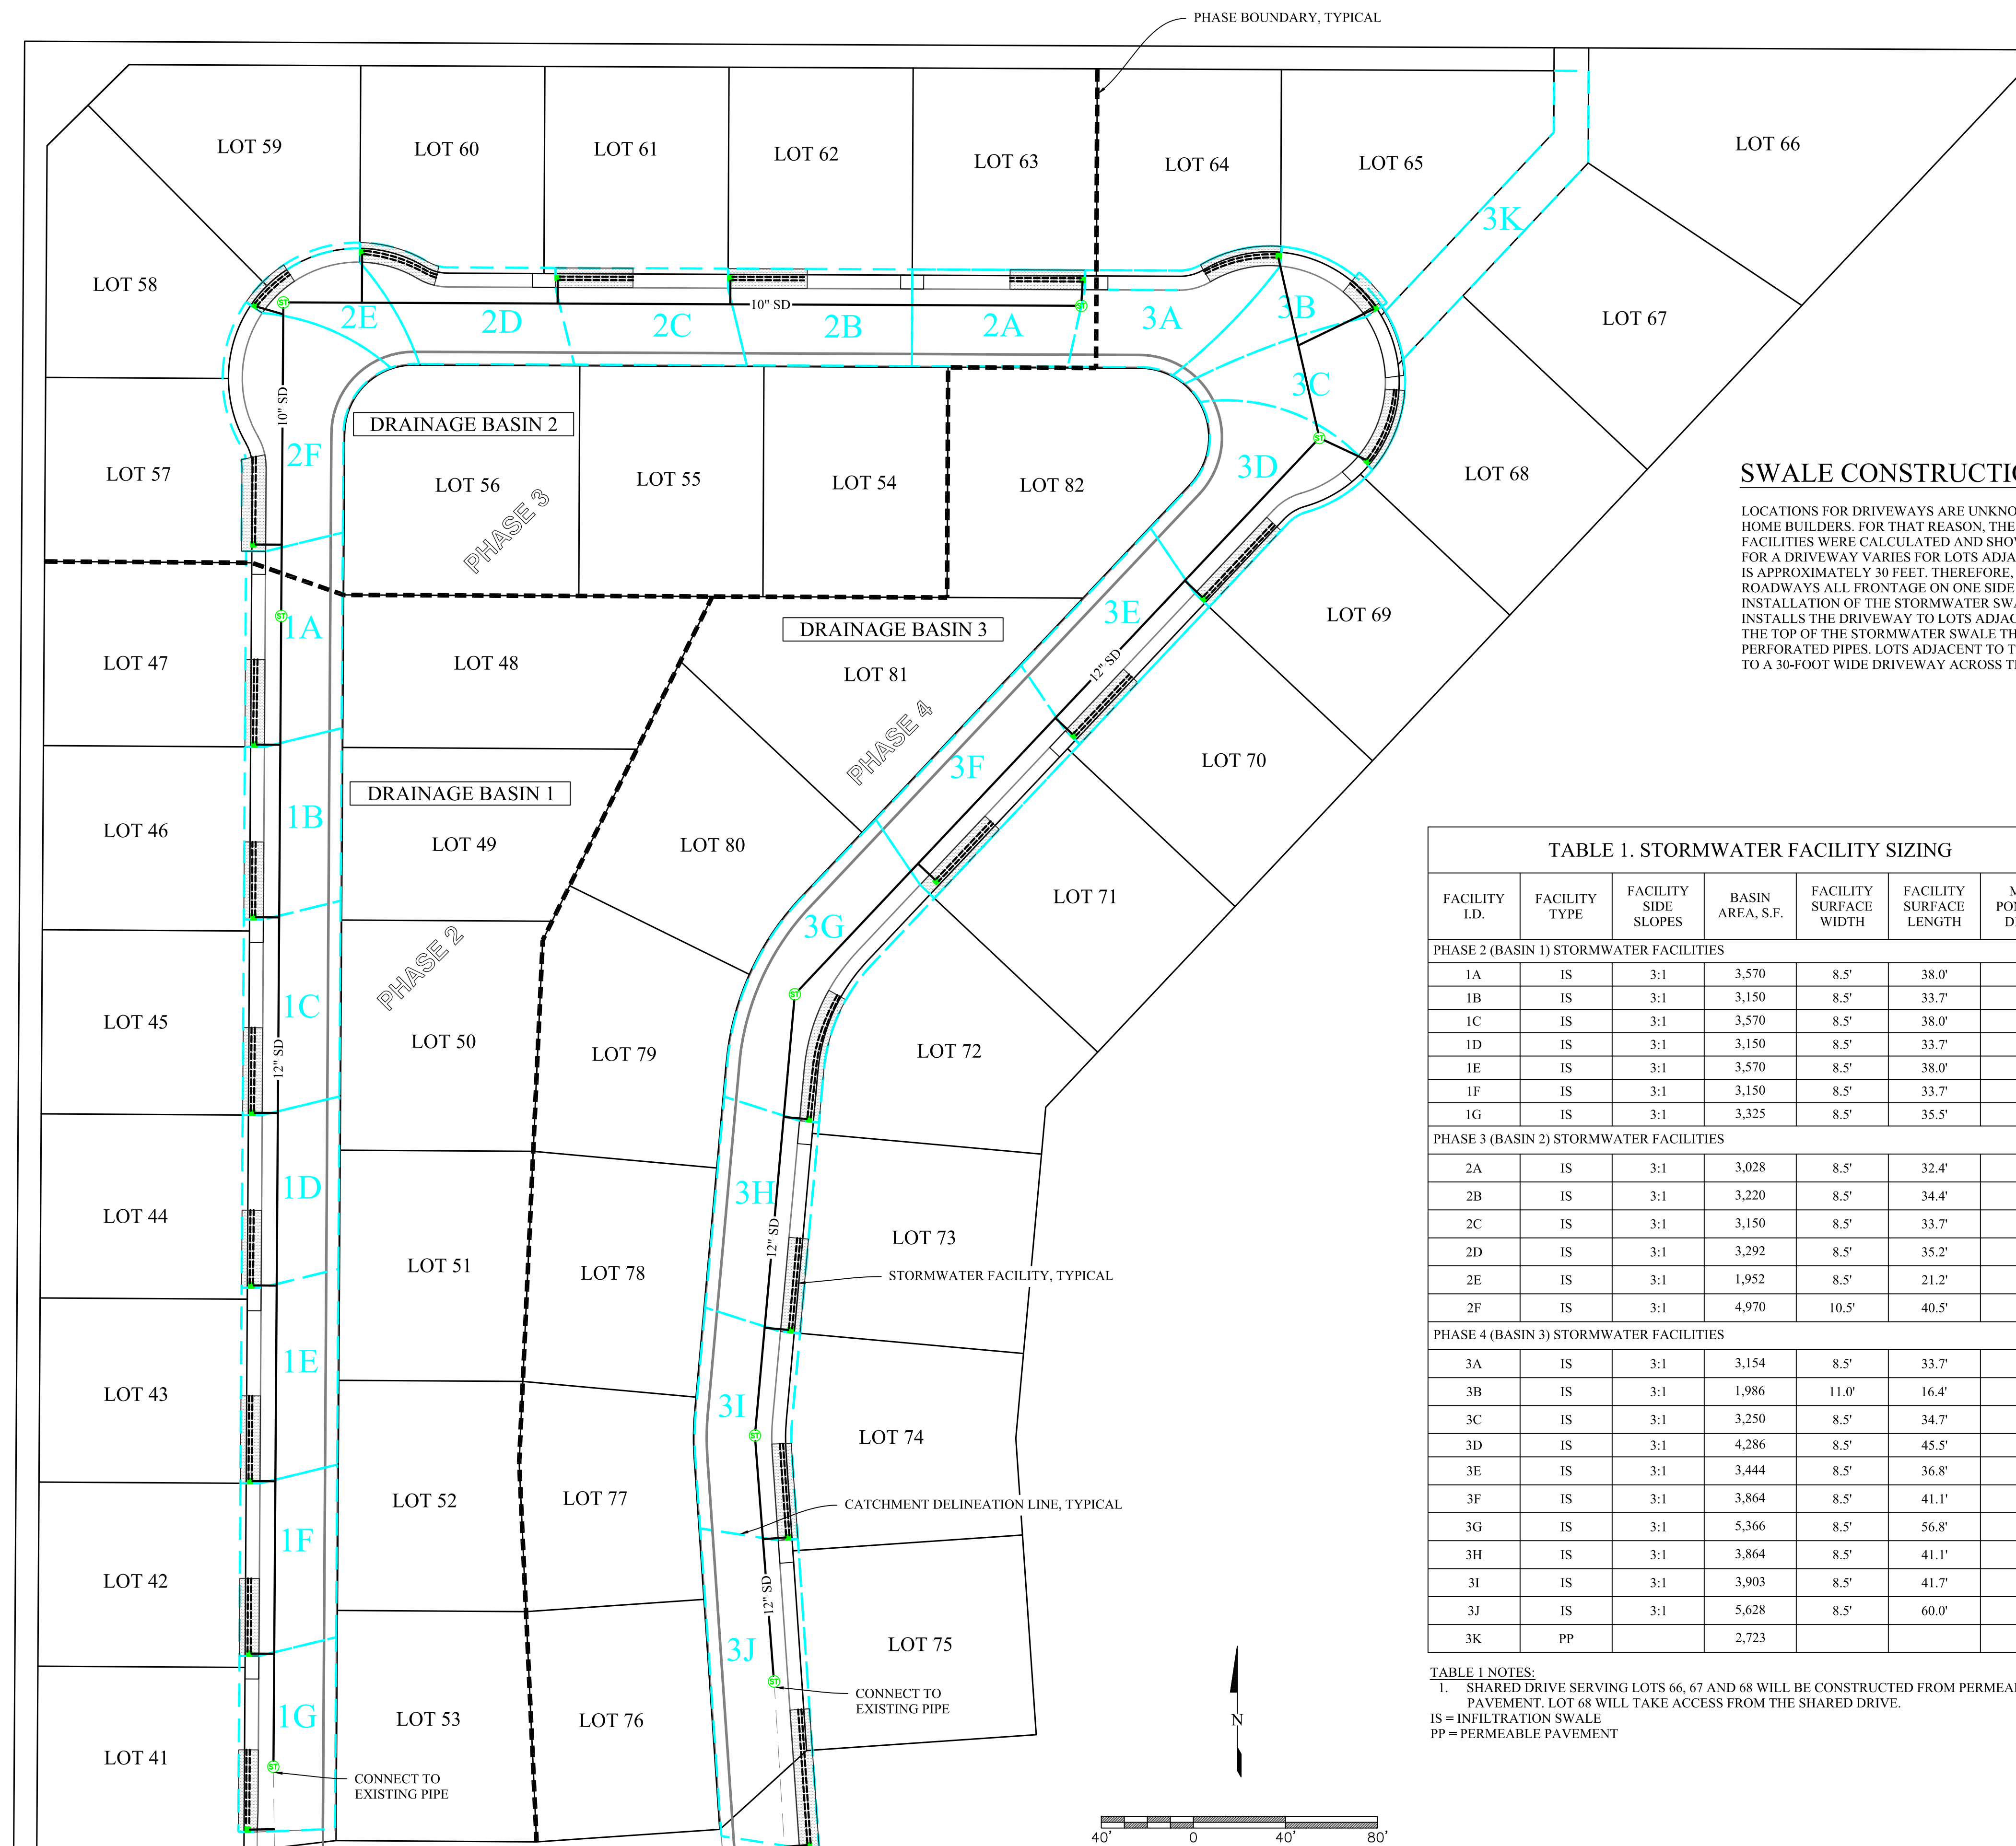 PHASE BOUNDARY, TYPICAL
LOT 59
LOT 60
LOT 61
LOT 62
LOT 63
LOT 64
LOT 65
LOT 66
LOT 58
3K
LOT 67
ST
2E
2D
2C
10" SD
2B
2A
ST
3A
3B
3C
10" SD
DRAINAGE BASIN 2
ST
2F
3D
LOT 57
LOT 56
LOT 55
LOT 54
LOT 82
LOT 68
PHASE 3
SWALE CONSTRUCTIO
LOCATIONS FOR DRIVEWAYS ARE UNKNO
HOME BUILDERS. FOR THAT REASON, THE
FACILITIES WERE CALCULATED AND SHOW
FOR A DRIVEWAY VARIES FOR LOTS ADJA
IS APPROXIMATELY 30 FEET. THEREFORE,
ROADWAYS ALL FRONTAGE ON ONE SIDE
INSTALLATION OF THE STORMWATER SWA
INSTALLS THE DRIVEWAY TO LOTS ADJAC
THE TOP OF THE STORMWATER SWALE TH
PERFORATED PIPES. LOTS ADJACENT TO T
TO A 30-FOOT WIDE DRIVEWAY ACROSS T
ST
1A
3E
LOT 69
DRAINAGE BASIN 3
LOT 47
LOT 48
LOT 81
12" SD
PHASE 4
3F
LOT 70
DRAINAGE BASIN 1
1B
LOT 46
LOT 49
LOT 80
LOT 71
3G
PHASE 2
1C
ST
LOT 45
LOT 50
LOT 79
LOT 72
12" SD
1D
3H
LOT 44
LOT 51
LOT 78
12" SD
LOT 73
STORMWATER FACILITY, TYPICAL
1E
LOT 43
3I
ST
LOT 74
LOT 52
LOT 77
CATCHMENT DELINEATION LINE, TYPICAL
1F
LOT 42
12" SD
3J
LOT 75
ST
CONNECT TO
EXISTING PIPE
1G
LOT 53
LOT 76
LOT 41
ST
CONNECT TO
EXISTING PIPE
N
40' 0 40' 80'
TABLE 1. STORMWATER FACILITY SIZING
FACILITY I.D. FACILITY TYPE FACILITY SIDE SLOPES BASIN AREA, S.F. FACILITY SURFACE WIDTH FACILITY SURFACE LENGTH
PHASE 2 (BASIN 1) STORMWATER FACILITIES
1A IS 3:1 3,570 8.5' 38.0'
1B IS 3:1 3,150 8.5' 33.7'
1C IS 3:1 3,570 8.5' 38.0'
1D IS 3:1 3,150 8.5' 33.7'
1E IS 3:1 3,570 8.5' 38.0'
1F IS 3:1 3,150 8.5' 33.7'
1G IS 3:1 3,325 8.5' 35.5'
PHASE 3 (BASIN 2) STORMWATER FACILITIES
2A IS 3:1 3,028 8.5' 32.4'
2B IS 3:1 3,220 8.5' 34.4'
2C IS 3:1 3,150 8.5' 33.7'
2D IS 3:1 3,292 8.5' 35.2'
2E IS 3:1 1,952 8.5' 21.2'
2F IS 3:1 4,970 10.5' 40.5'
PHASE 4 (BASIN 3) STORMWATER FACILITIES
3A IS 3:1 3,154 8.5' 33.7'
3B IS 3:1 1,986 11.0' 16.4'
3C IS 3:1 3,250 8.5' 34.7'
3D IS 3:1 4,286 8.5' 45.5'
3E IS 3:1 3,444 8.5' 36.8'
3F IS 3:1 3,864 8.5' 41.1'
3G IS 3:1 5,366 8.5' 56.8'
3H IS 3:1 3,864 8.5' 41.1'
3I IS 3:1 3,903 8.5' 41.7'
3J IS 3:1 5,628 8.5' 60.0'
3K PP 2,723
TABLE 1 NOTES:
1. SHARED DRIVE SERVING LOTS 66, 67 AND 68 WILL BE CONSTRUCTED FROM PERMEA
PAVEMENT. LOT 68 WILL TAKE ACCESS FROM THE SHARED DRIVE.
IS = INFILTRATION SWALE
PP = PERMEABLE PAVEMENT